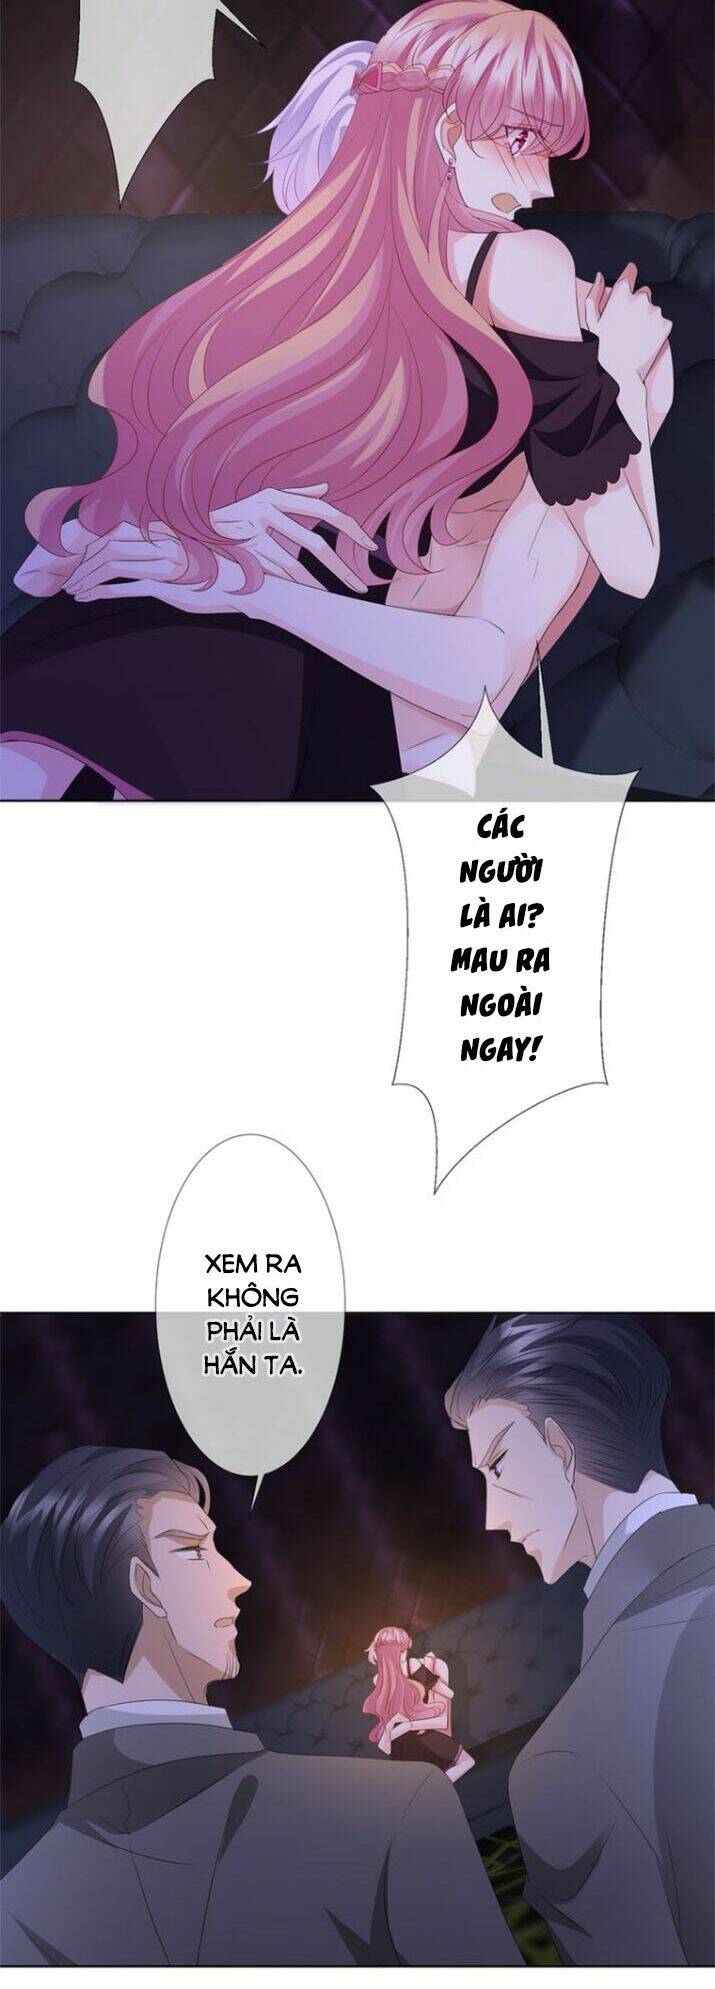 CÁC
NGƯỜI
LÀ AI?
MAU RA
NGOÀI
NGAY!
XEM RA
KHÔNG
PHẢI LÀ
HẮN TA.